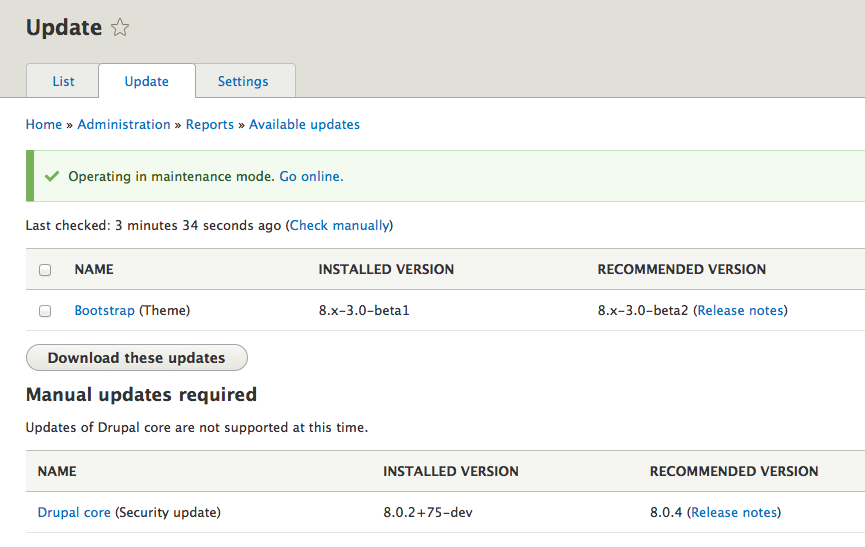 Update
List Update Settings
Home » Administration » Reports » Available updates
Operating in maintenance mode. Go online.
Last checked: 3 minutes 34 seconds ago (Check manually)
NAME INSTALLED VERSION RECOMMENDED VERSION
Bootstrap (Theme) 8.x-3.0-beta1 8.x-3.0-beta2 (Release notes)
Download these updates
Manual updates required
Updates of Drupal core are not supported at this time.
NAME INSTALLED VERSION RECOMMENDED VERSION
Drupal core (Security update) 8.0.2+75-dev 8.0.4 (Release notes)